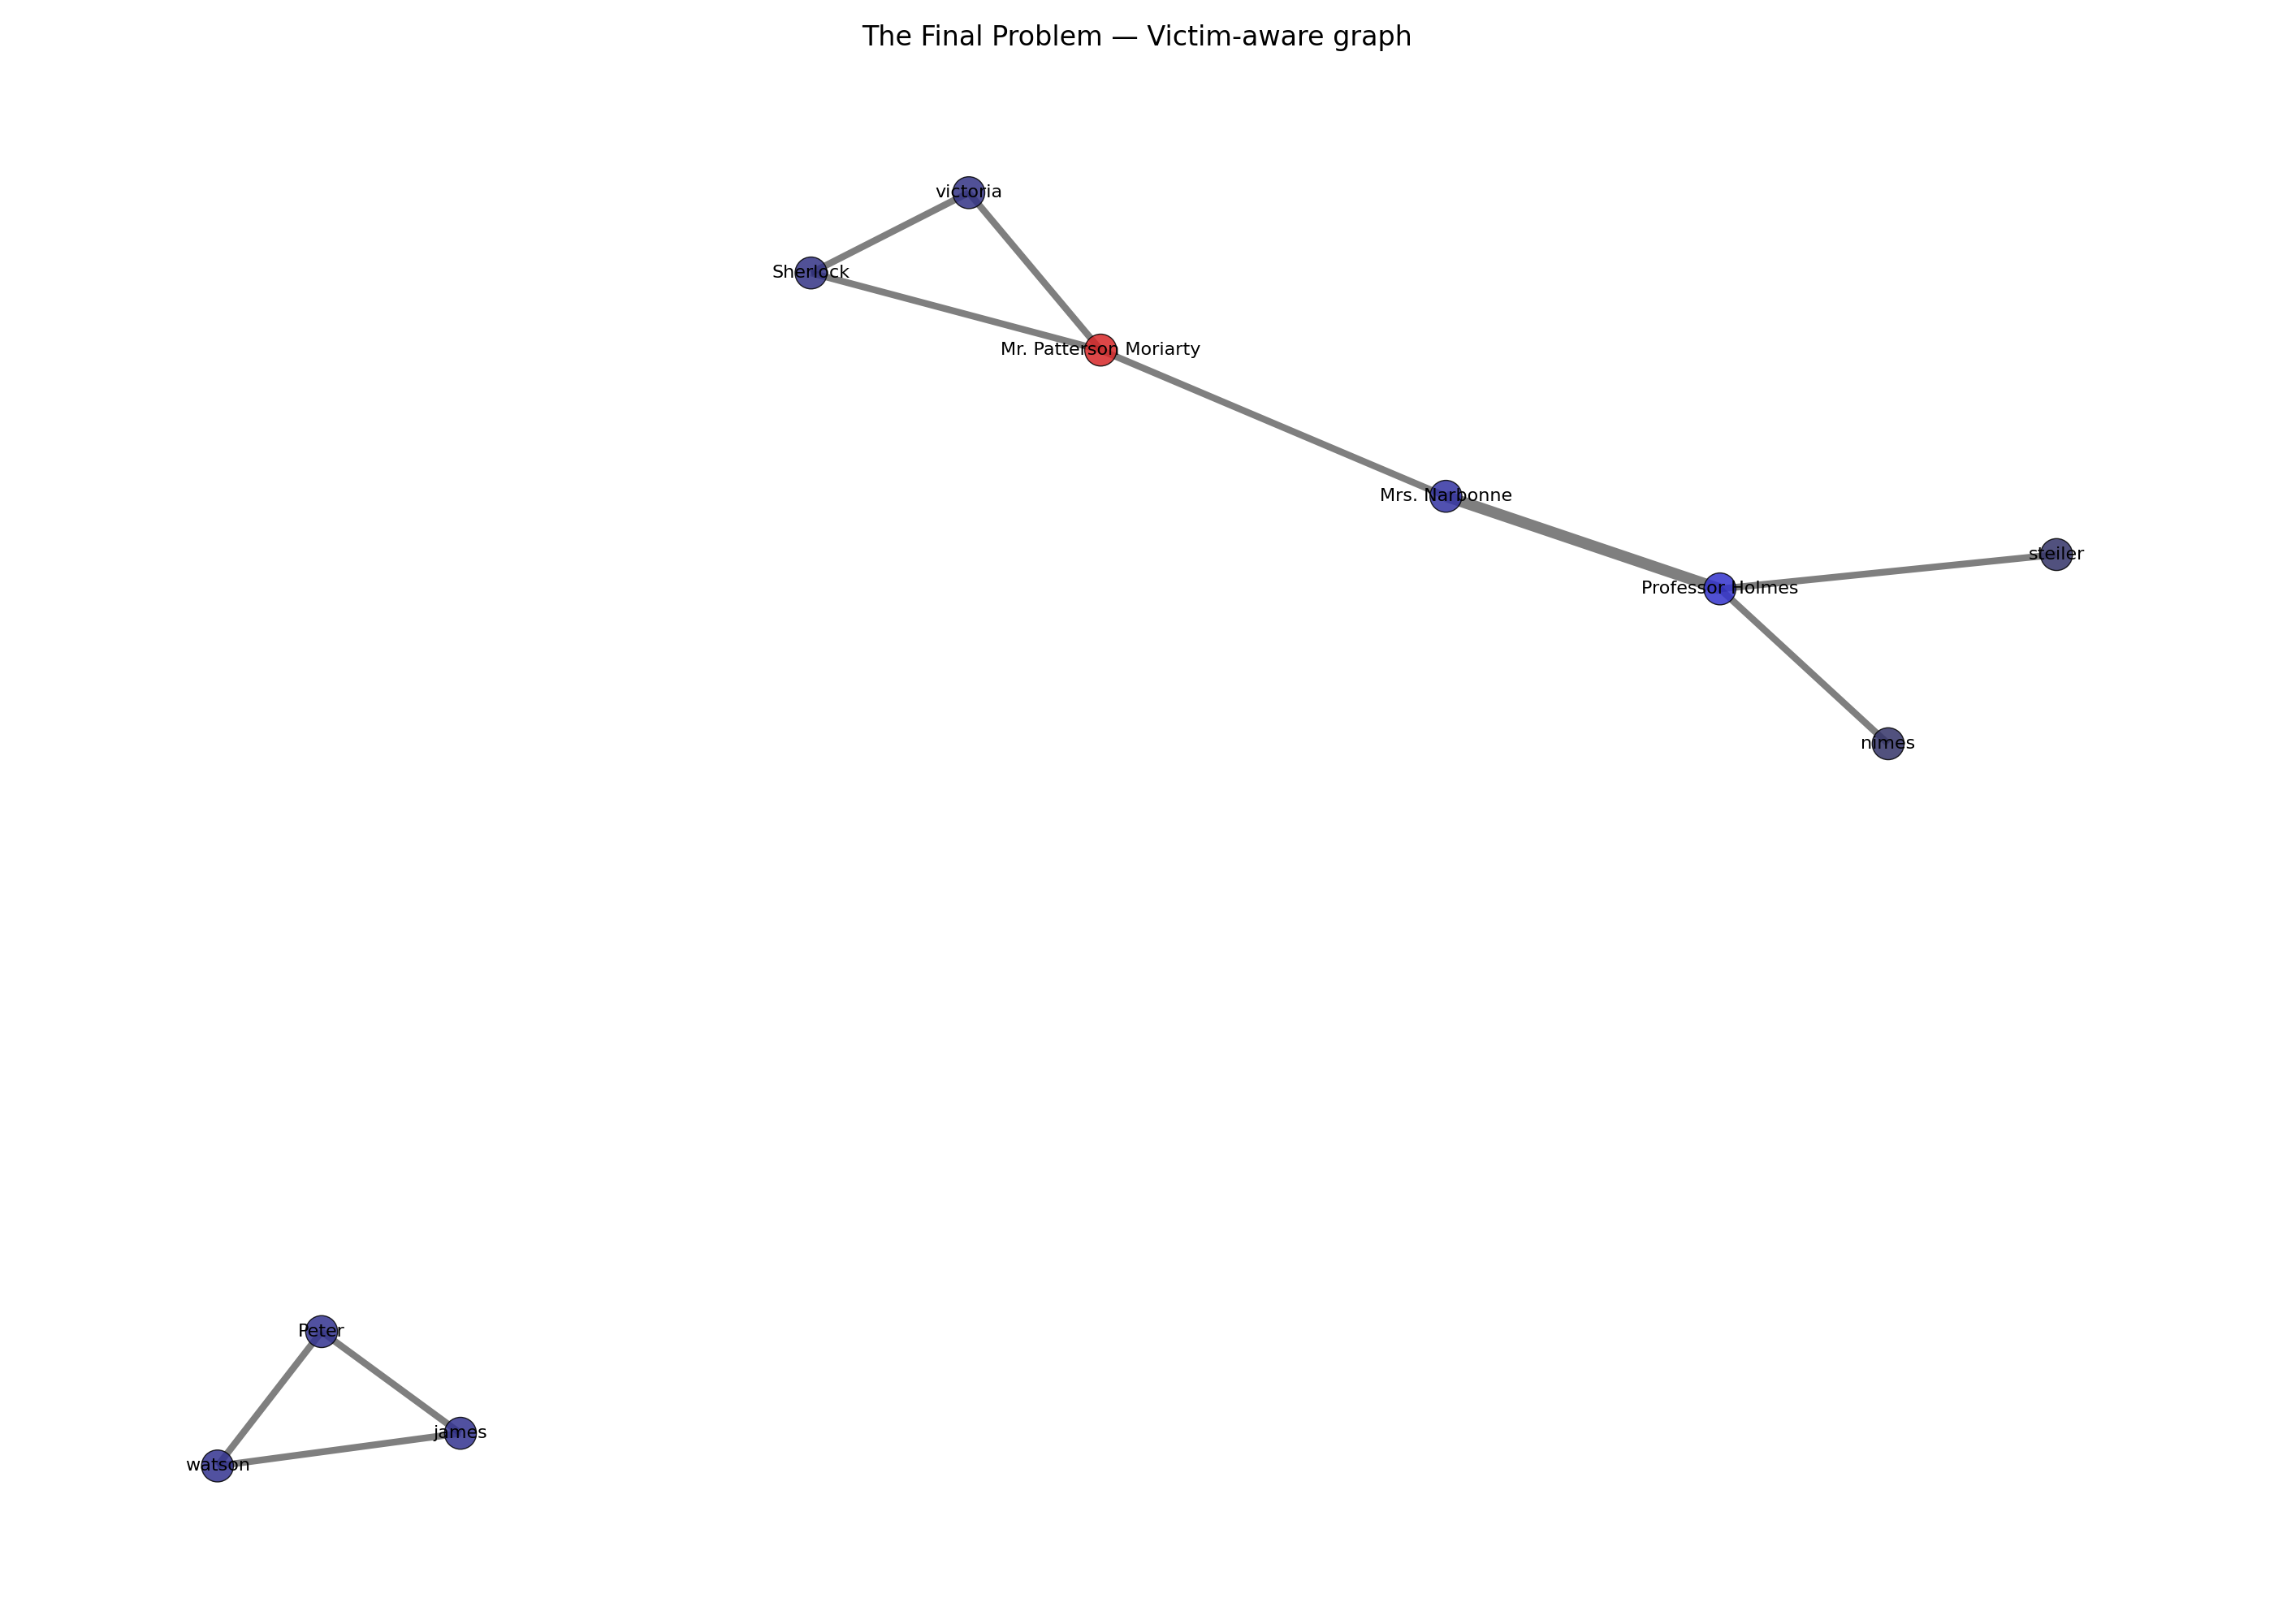 The Final Problem — Victim-aware graph
victoria
Sherlock
Mr. Patterson Moriarty
Mrs. Narbonne
steiler
Professor Holmes
nimes
Peter
james
watson